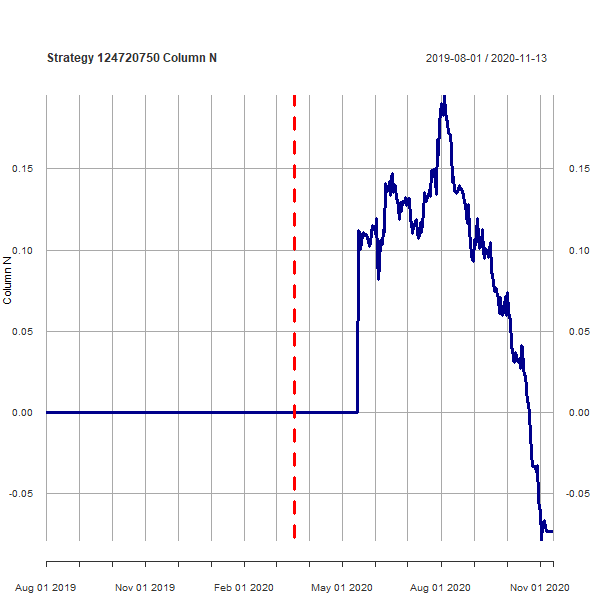 Strategy 124720750 Column N
2019-08-01 / 2020-11-13
0.15
0.15
0.10
0.10
Column N
0.05
0.05
0.00
0.00
-0.05
-0.05
Aug 01 2019
Nov 01 2019
Feb 01 2020
May 01 2020
Aug 01 2020
Nov 01 2020